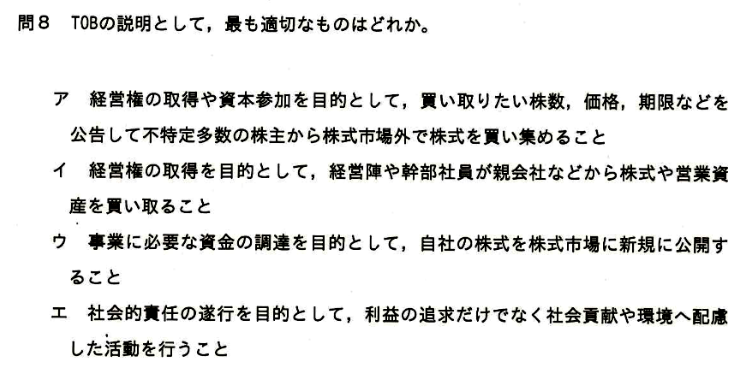 問8　TOBの説明として，最も適切なものはどれか。
ア　経営権の取得や資本参加を目的として，買い取りたい株数，価格，期限などを
公告して不特定多数の株主から株式市場外で株式を買い集めること
イ　経営権の取得を目的として，経営陣や幹部社員が親会社などから株式や営業資
産を買い取ること
ウ　事業に必要な資金の調達を目的として，自社の株式を株式市場に新規に公開す
ること
エ　社会的責任の遂行を目的として，利益の追求だけでなく社会貢献や環境へ配慮
した活動を行うこと